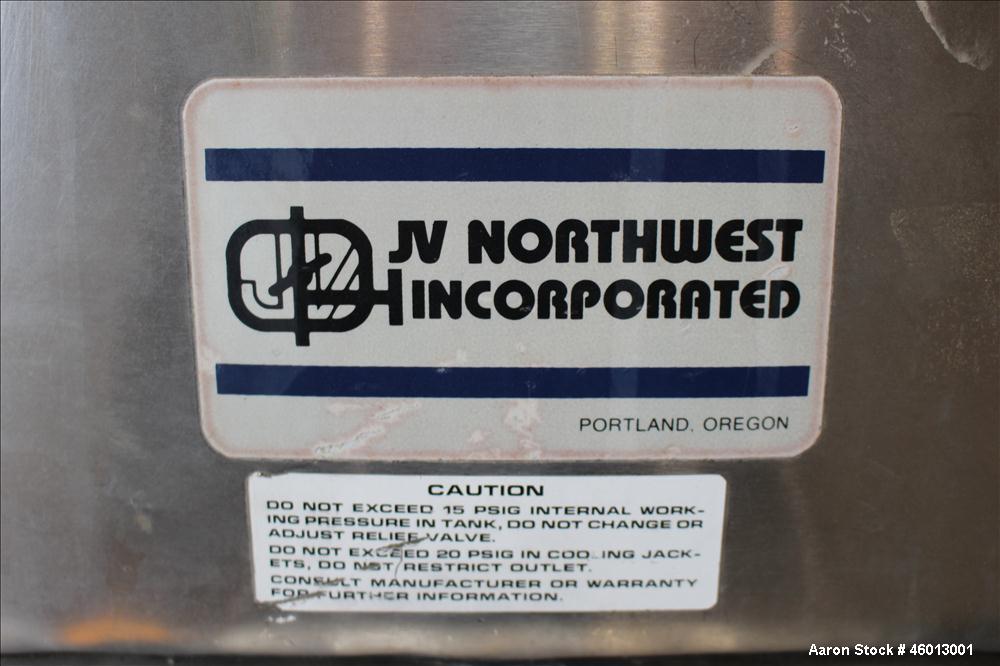 JV NORTHWEST
INCORPORATED
PORTLAND, OREGON
CAUTION
DO NOT EXCEED 15 PSIG INTERNAL WORK-
ING PRESSURE IN TANK, DO NOT CHANGE OR
ADJUST RELIEF VALVE.
DO NOT EXCEED 20 PSIG IN COOLING JACK-
ETS, DO NOT RESTRICT OUTLET.
CONSULT MANUFACTURER OR WARRANTY
FOR FURTHER INFORMATION.
Aaron Stock # 46013001